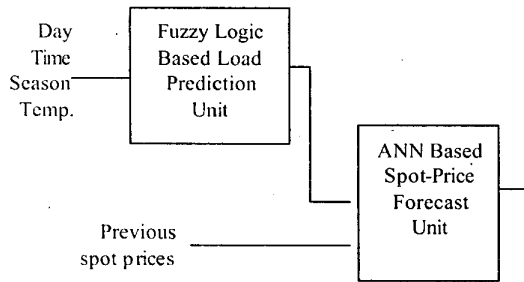 Day
Time
Season
Temp.
Fuzzy Logic
Based Load
Prediction
Unit
ANN Based
Spot-Price
Forecast
Unit
Previous
spot prices